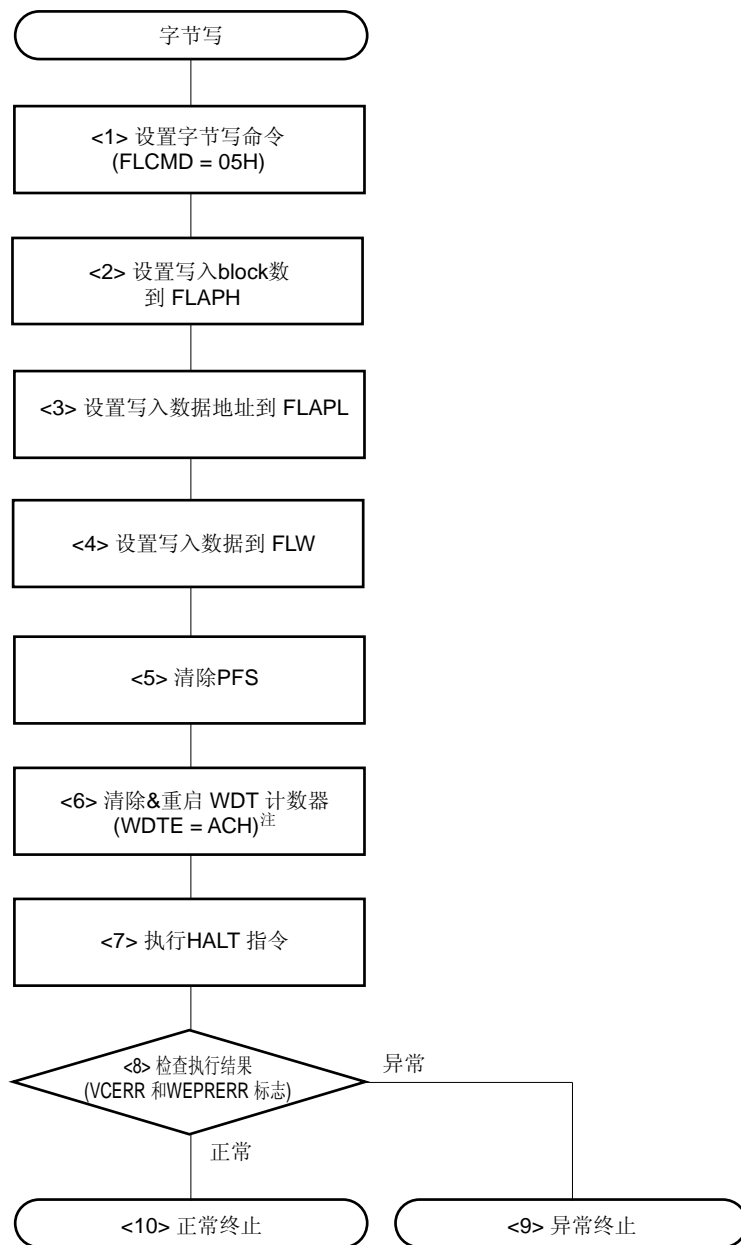 字节写
<1> 设置字节写命令
(FLCMD = 05H)
<2> 设置写入block数
到 FLAPH
<3> 设置写入数据地址到 FLAPL
<4> 设置写入数据到 FLW
<5> 清除PFS
<6> 清除&重启 WDT 计数器
(WDTE = ACH)注
<7> 执行HALT 指令
<8> 检查执行结果
(VCERR 和WEPRERR 标志)
异常
正常
<10> 正常终止
<9> 异常终止